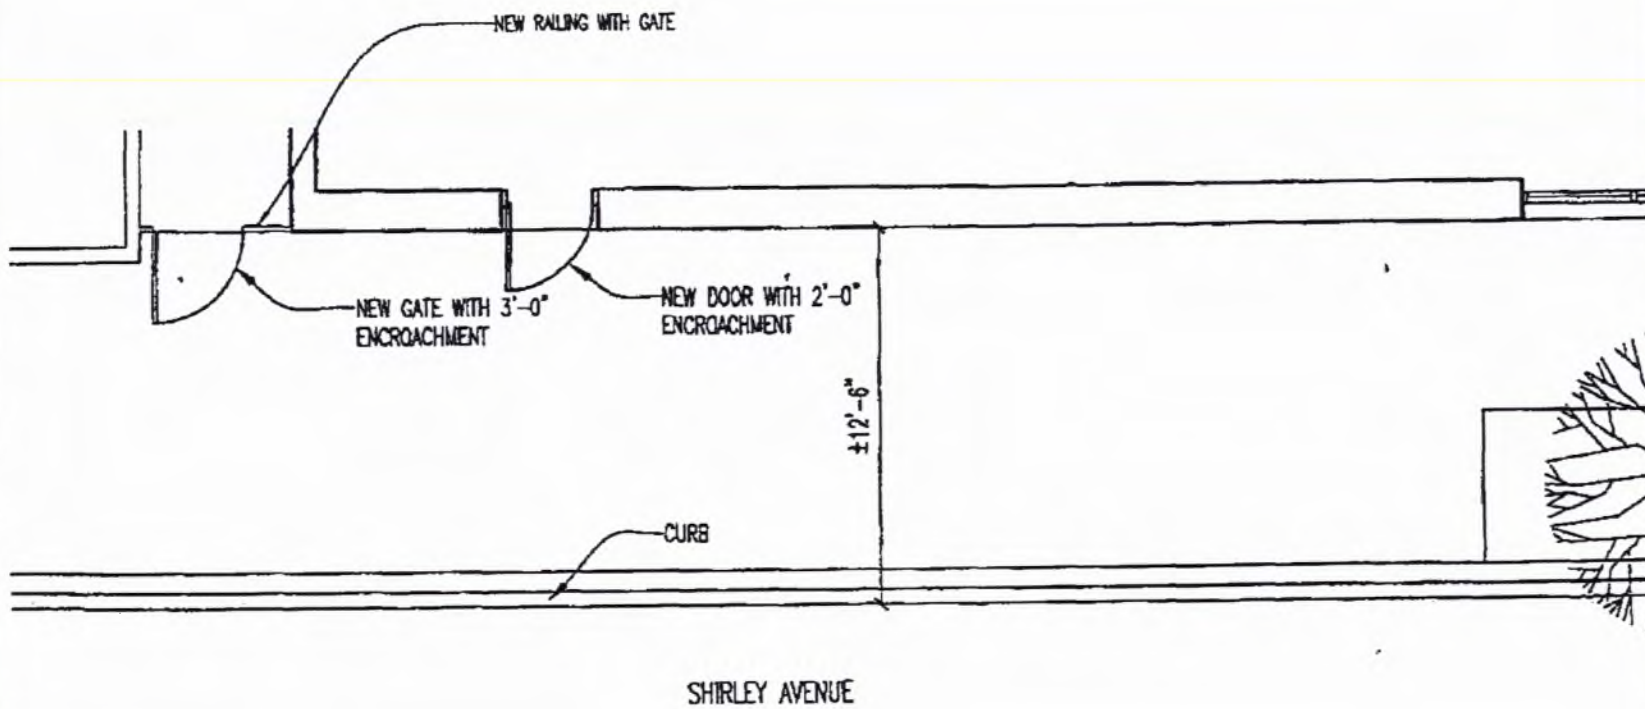 NEW RAILING WITH GATE
NEW GATE WITH 3'-0"
ENCROACHMENT
NEW DOOR WITH 2'-0"
ENCROACHMENT
±12'-6"
CURB
SHIRLEY AVENUE